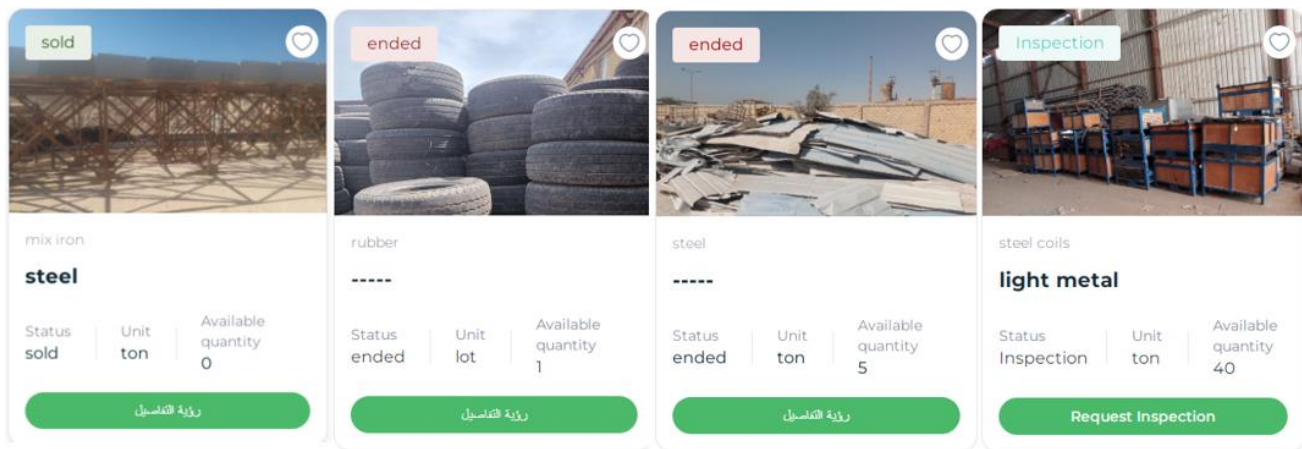 sold
mix iron
steel
Status
sold
Unit
ton
Available
quantity
0
رؤية التفاصيل
ended
rubber
-----
Status
ended
Unit
lot
Available
quantity
1
رؤية التفاصيل
ended
steel
-----
Status
ended
Unit
ton
Available
quantity
5
رؤية التفاصيل
Inspection
steel coils
light metal
Status
Inspection
Unit
ton
Available
quantity
40
Request Inspection